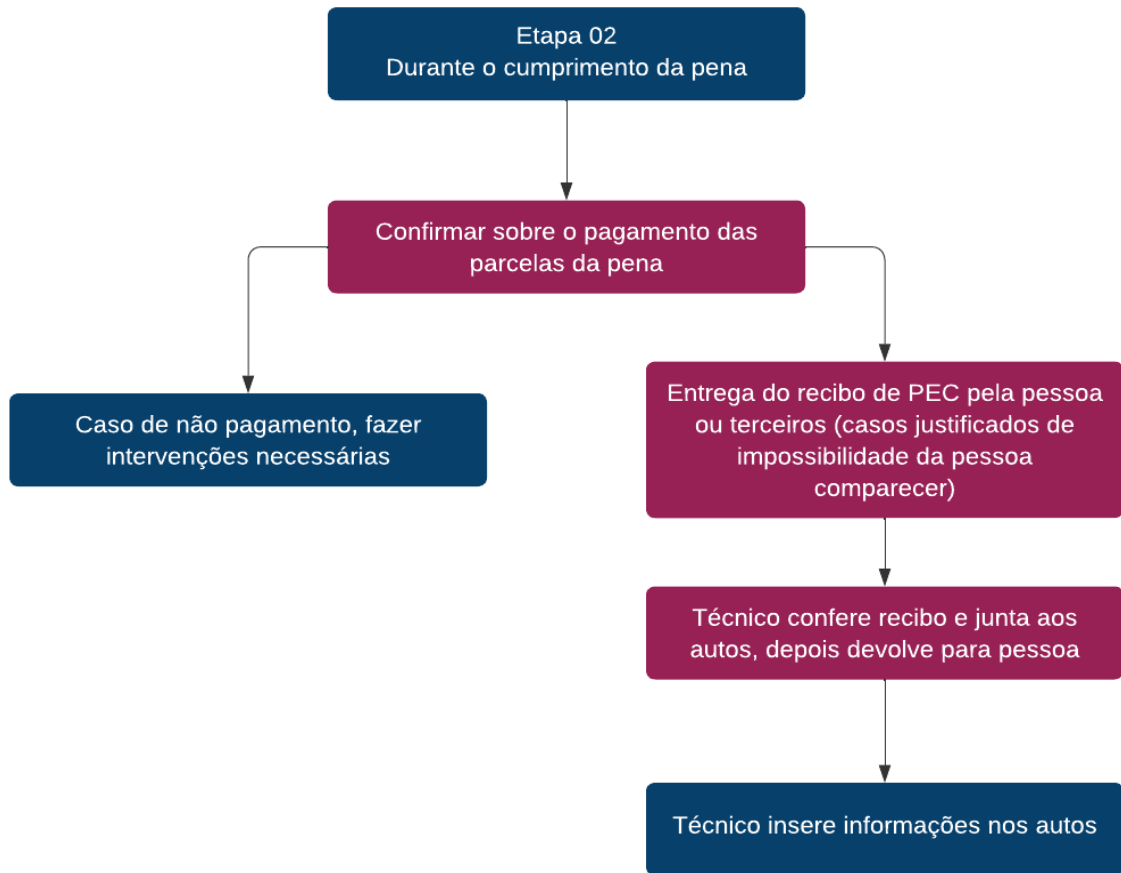 Etapa 02
Durante o cumprimento da pena
Confirmar sobre o pagamento das
parcelas da pena
Caso de não pagamento, fazer
intervenções necessárias
Entrega do recibo de PEC pela pessoa
ou terceiros (casos justificados de
impossibilidade da pessoa
comparecer)
Técnico confere recibo e junta aos
autos, depois devolve para pessoa
Técnico insere informações nos autos